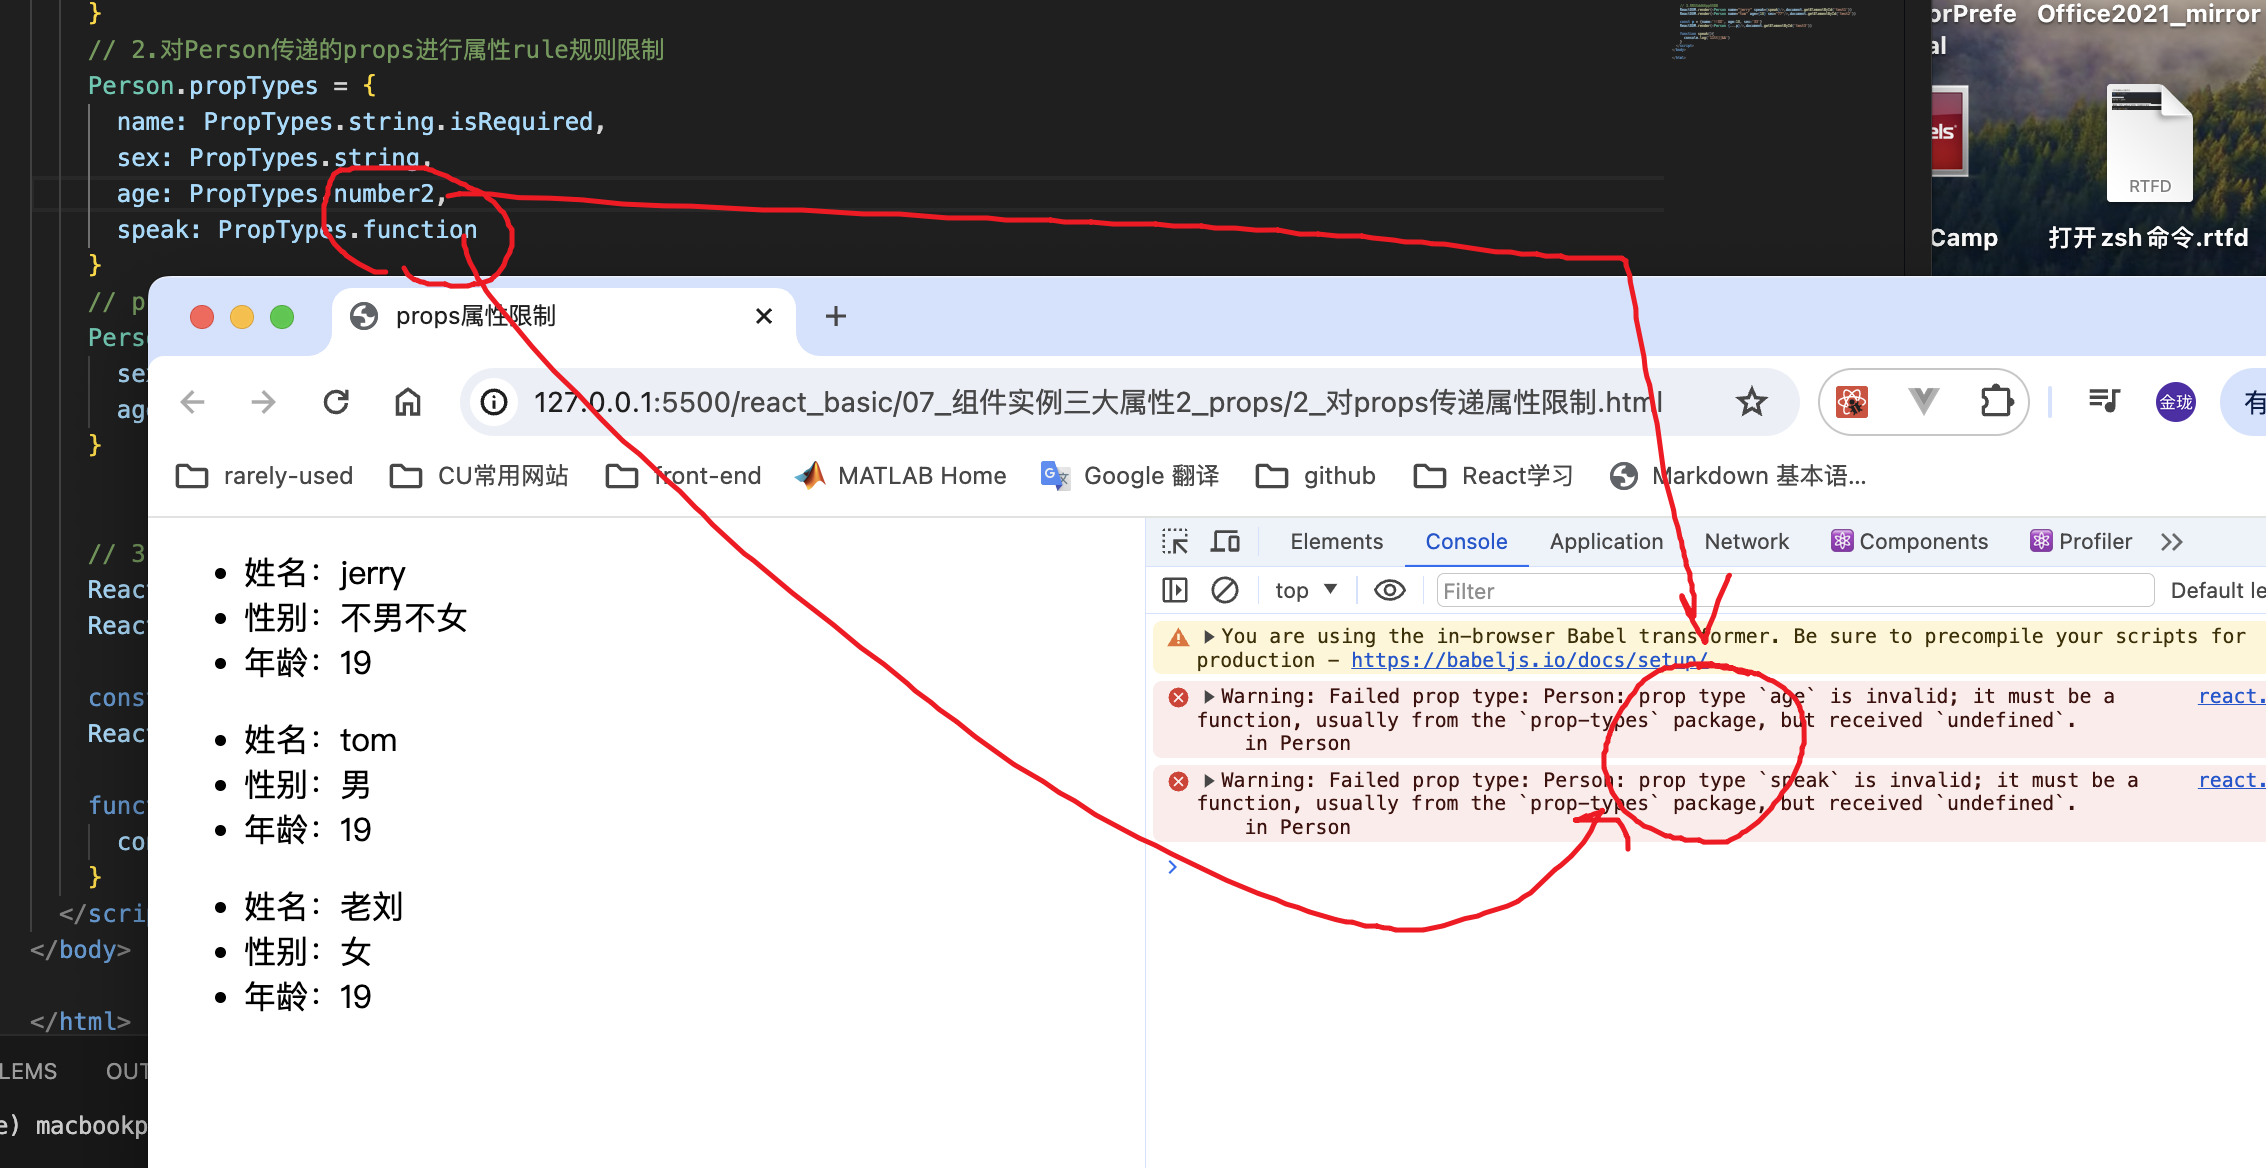 }
// 2.对Person传递的props进行属性rule规则限制
Person.propTypes = {
name: PropTypes.string.isRequired,
sex: PropTypes.string,
age: PropTypes.number2,
speak: PropTypes.function
}
// p
Pers
se
ag
}
// 3
Reac
Reac
cons
Reac
func
co
}
</scri
</body>
</html>
LEMS OUT
e) macbookp
orPrefe Office2021_mirror
al
els
RTFD
Camp 打开 zsh 命令.rtfd
props属性限制
127.0.0.1:5500/react_basic/07_组件实例三大属性2_props/2_对props传递属性限制.html
金珑
有
rarely-used CU常用网站 front-end MATLAB Home Google 翻译 github React学习 Markdown 基本语...
姓名：jerry
性别：不男不女
年龄：19
姓名：tom
性别：男
年龄：19
姓名：老刘
性别：女
年龄：19
Elements Console Application Network Components Profiler
top Filter Default le
You are using the in-browser Babel transformer. Be sure to precompile your scripts for
production – https://babeljs.io/docs/setup/
Warning: Failed prop type: Person: prop type `age` is invalid; it must be a react.
function, usually from the `prop-types` package, but received `undefined`.
in Person
Warning: Failed prop type: Person: prop type `speak` is invalid; it must be a react.
function, usually from the `prop-types` package, but received `undefined`.
in Person